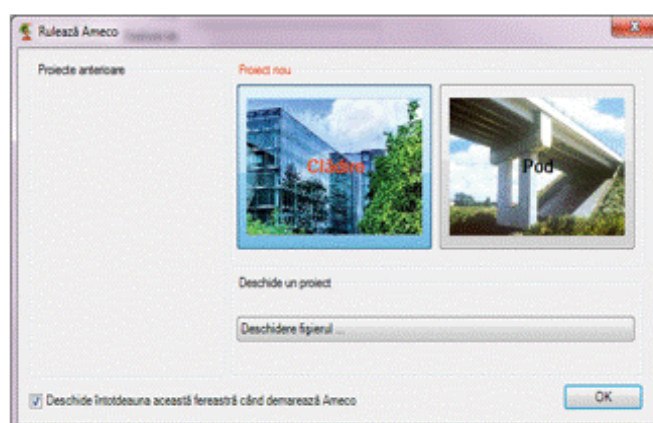 Rulează Ameco
Proiecte anterioare
Proiect nou
Clădire
Pod
Deschide un proiect
Deschidere fişierul ...
Deschide întotdeauna această fereastră când demarează Ameco
OK